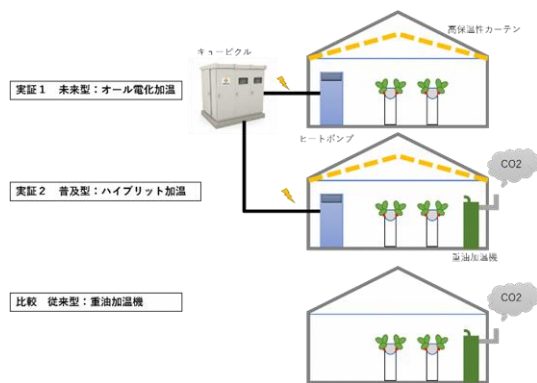 高保温性カーテン
キュービクル
実証1 未来型：オール電化加温
ヒートポンプ
CO2
実証2 普及型：ハイブリット加温
重油加温機
CO2
比較 従来型：重油加温機